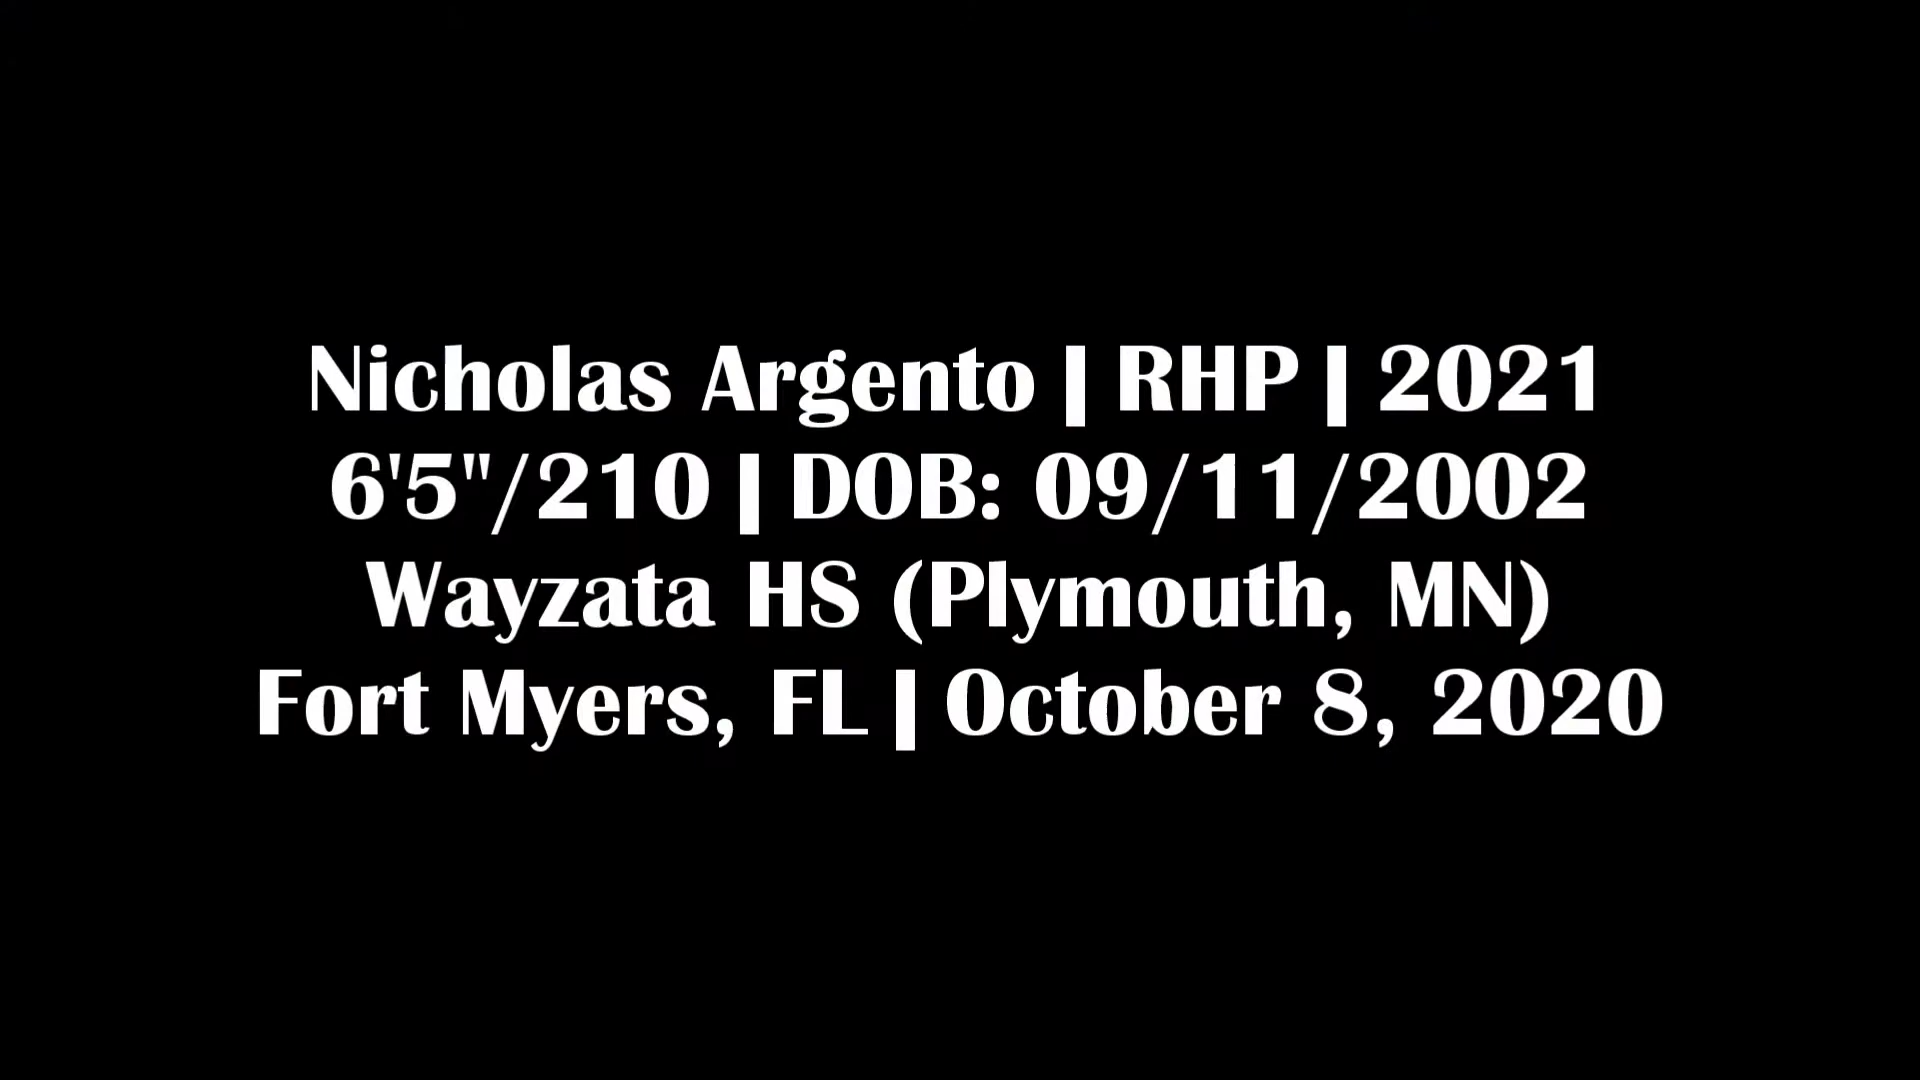 Nicholas Argento | RHP | 2021
6'5"/210 | DOB: 09/11/2002
Wayzata HS (Plymouth, MN)
Fort Myers, FL | October 8, 2020